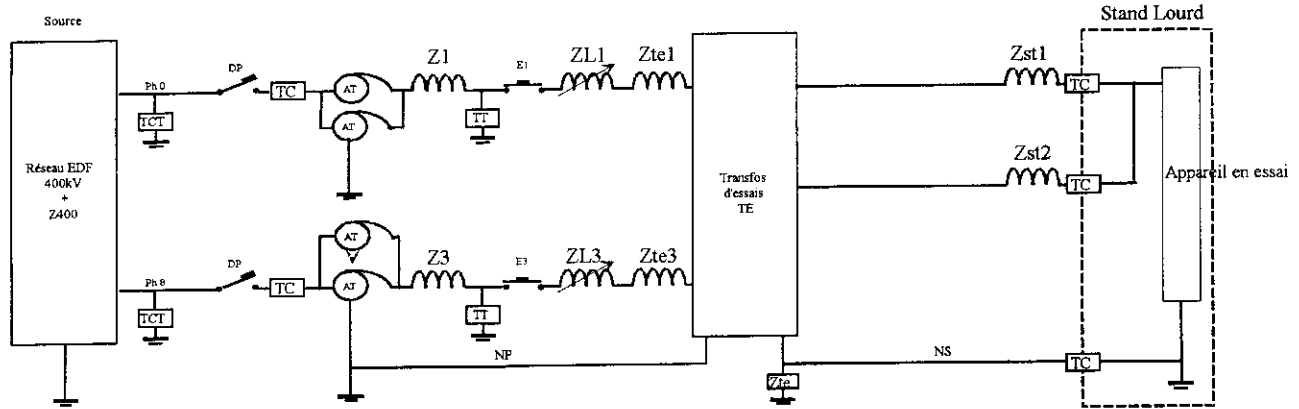 Source
Stand Lourd
Réseau EDF
400kV
+
Z400
Ph 0
TCT
DP
TC
AT
AT
Z1
TT
E1
ZL1
Zte1
Ph 8
TCT
DP
TC
AT
AT
Z3
TT
E3
ZL3
Zte3
NP
Transfos
d'essais
TE
Zte
Zst1
TC
Zst2
TC
NS
TC
Appareil en essai